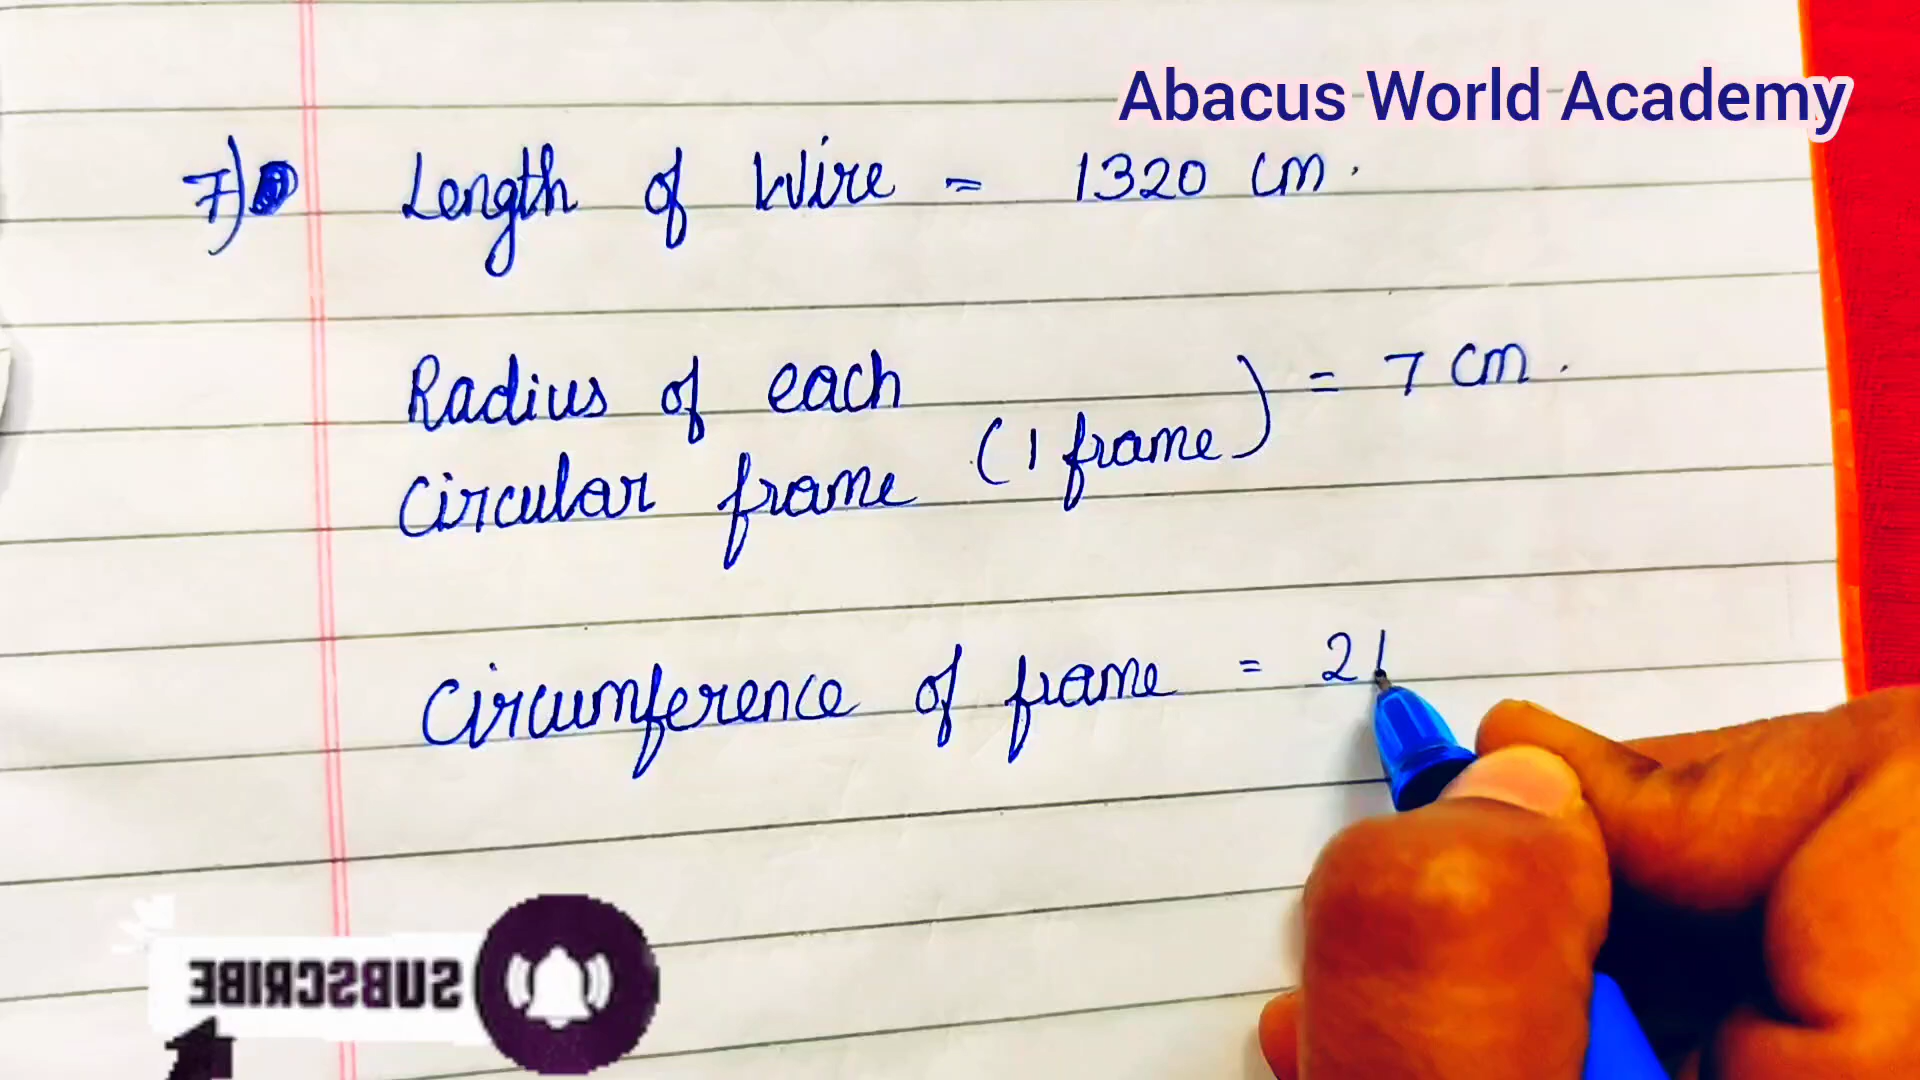 Abacus World Academy
7) Length of Wire = 1320 cm.
Radius of each
circular frame (1 frame) = 7 cm.
Circumference of frame = 2
SUBSCRIBE